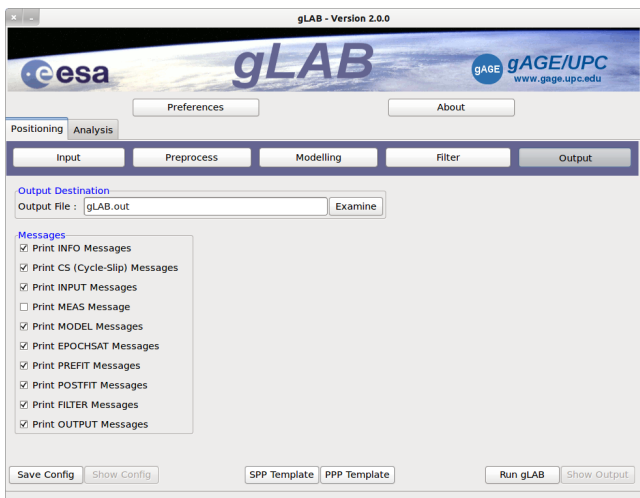 gLAB - Version 2.0.0
esa
gLAB
gAGE gAGE/UPC
www.gage.upc.edu
Preferences About
Positioning Analysis
Input Preprocess Modelling Filter Output
Output Destination
Output File : gLAB.out Examine
Messages
Print INFO Messages
Print CS (Cycle-Slip) Messages
Print INPUT Messages
Print MEAS Message
Print MODEL Messages
Print EPOCHSAT Messages
Print PREFIT Messages
Print POSTFIT Messages
Print FILTER Messages
Print OUTPUT Messages
Save Config Show Config SPP Template PPP Template Run gLAB Show Output